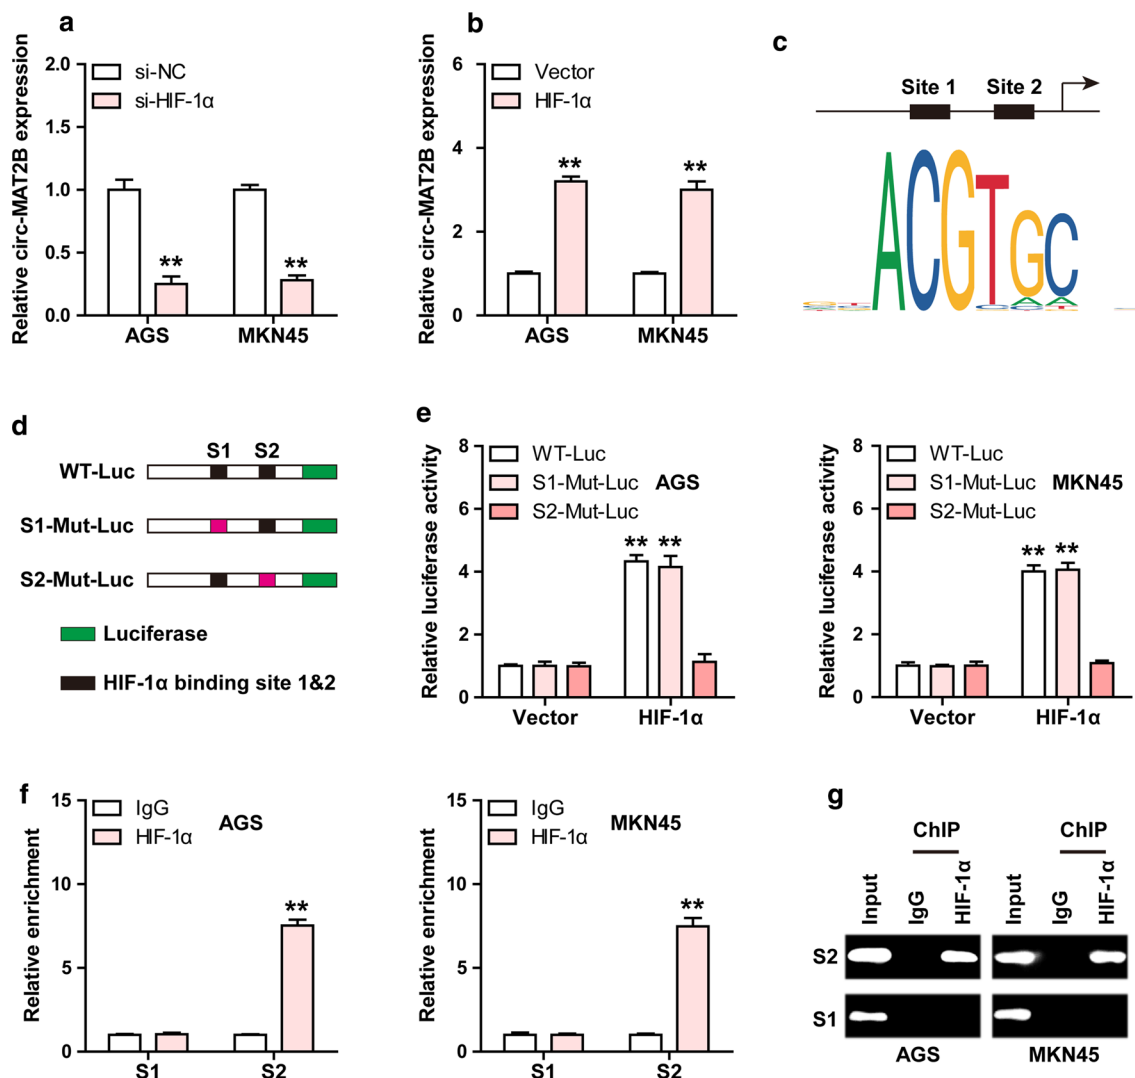 a
Relative circ-MAT2B expression
2.0
1.5
1.0
0.5
0.0
si-NC
si-HIF-1α
**
**
AGS
MKN45
b
Relative circ-MAT2B expression
6
4
2
0
Vector
HIF-1α
**
**
AGS
MKN45
c
Site 1
Site 2
ACGTGC
d
S1
S2
WT-Luc
S1-Mut-Luc
S2-Mut-Luc
Luciferase
HIF-1α binding site 1&2
e
Relative luciferase activity
8
6
4
2
0
WT-Luc
S1-Mut-Luc
S2-Mut-Luc
AGS
**
**
Vector
HIF-1α
Relative luciferase activity
8
6
4
2
0
WT-Luc
S1-Mut-Luc
S2-Mut-Luc
MKN45
**
**
Vector
HIF-1α
f
Relative enrichment
15
10
5
0
IgG
HIF-1α
AGS
**
S1
S2
Relative enrichment
15
10
5
0
IgG
HIF-1α
MKN45
**
S1
S2
g
ChIP
ChIP
Input
IgG
HIF-1α
Input
IgG
HIF-1α
S2
S1
AGS
MKN45